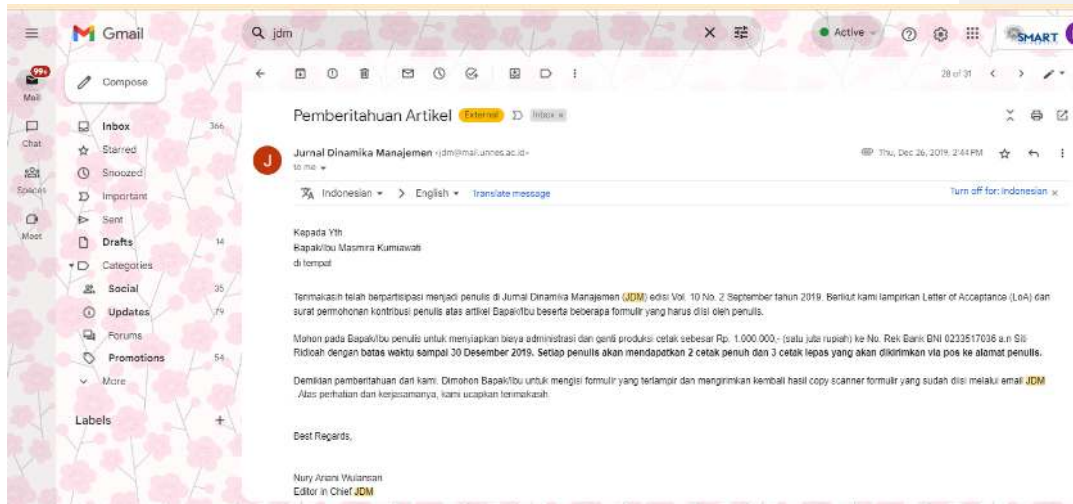 Gmail
jdm
Active
SMART
99+
Mail
Compose
28 of 31
Pemberitahuan Artikel External Inbox x
Chat
Inbox 366
Starred
Jurnal Dinamika Manajemen <jdm@mail.unnes.ac.id>
Thu, Dec 26, 2019, 2:44 PM
to me
Spaces
Snoozed
Important
Indonesian > English Translate message
Turn off for: Indonesian x
Meet
Sent
Drafts 14
Categories
Social 35
Updates 79
Forums
Promotions 54
More
Labels +
Kepada Yth
Bapak/Ibu Masmira Kurniawati
di tempat
Terimakasih telah berpartisipasi menjadi penulis di Jurnal Dinamika Manajemen (JDM) edisi Vol. 10 No. 2 September tahun 2019. Berikut kami lampirkan Letter of Acceptance (LoA) dan
surat permohonan kontribusi penulis atas artikel Bapak/Ibu beserta beberapa formulir yang harus diisi oleh penulis.
Mohon pada Bapak/Ibu penulis untuk menyiapkan biaya administrasi dan ganti produksi cetak sebesar Rp. 1.000.000,- (satu juta rupiah) ke No. Rek Bank BNI 0233517036 a.n Siti
Ridloah dengan batas waktu sampai 30 Desember 2019. Setiap penulis akan mendapatkan 2 cetak penuh dan 3 cetak lepas yang akan dikirimkan via pos ke alamat penulis.
Demikian pemberitahuan dari kami. Dimohon Bapak/Ibu untuk mengisi formulir yang terlampir dan mengirimkan kembali hasil copy scanner formulir yang sudah diisi melalui email JDM
. Atas perhatian dan kerjasamanya, kami ucapkan terimakasih.
Best Regards,
Nury Ariani Wulansari
Editor in Chief JDM